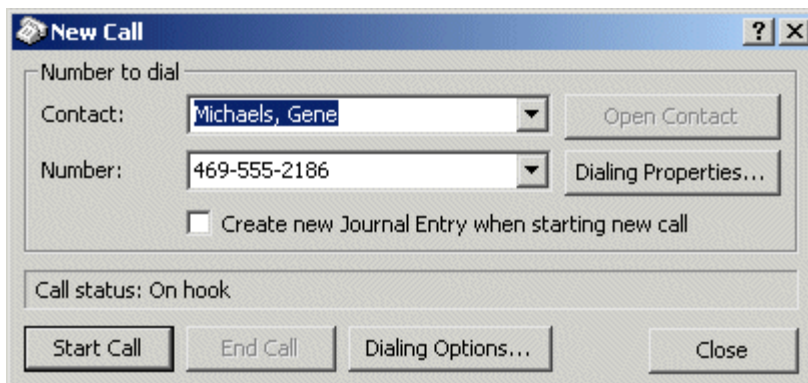 New Call
Number to dial
Contact: Michaels, Gene Open Contact
Number: 469-555-2186 Dialing Properties...
Create new Journal Entry when starting new call
Call status: On hook
Start Call End Call Dialing Options... Close